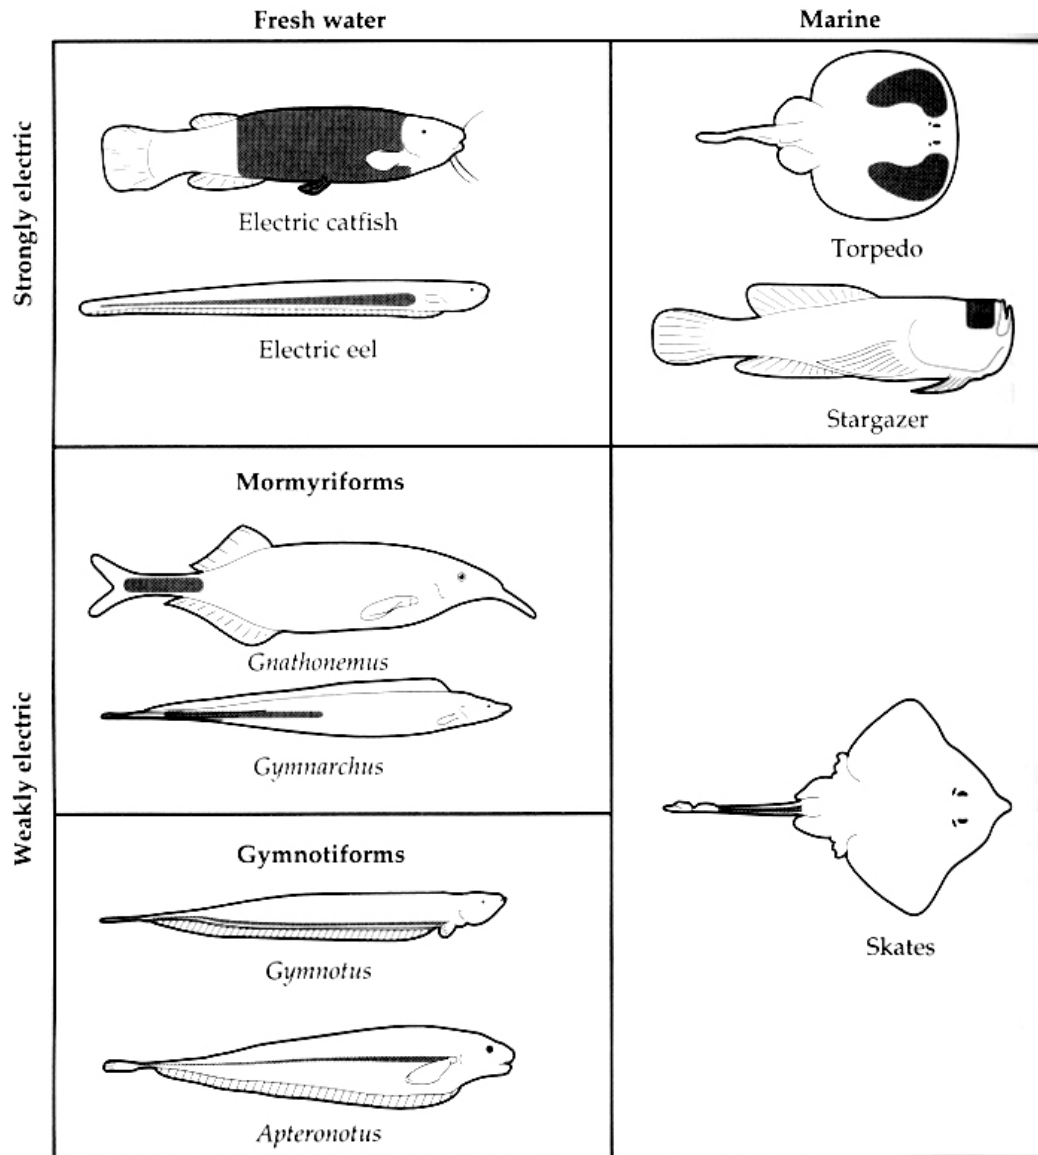 Fresh water
Marine
Strongly electric
Electric catfish
Torpedo
Electric eel
Stargazer
Weakly electric
Mormyriforms
Gnathonemus
Gymnarchus
Gymnotiforms
Gymnotus
Skates
Apteronotus